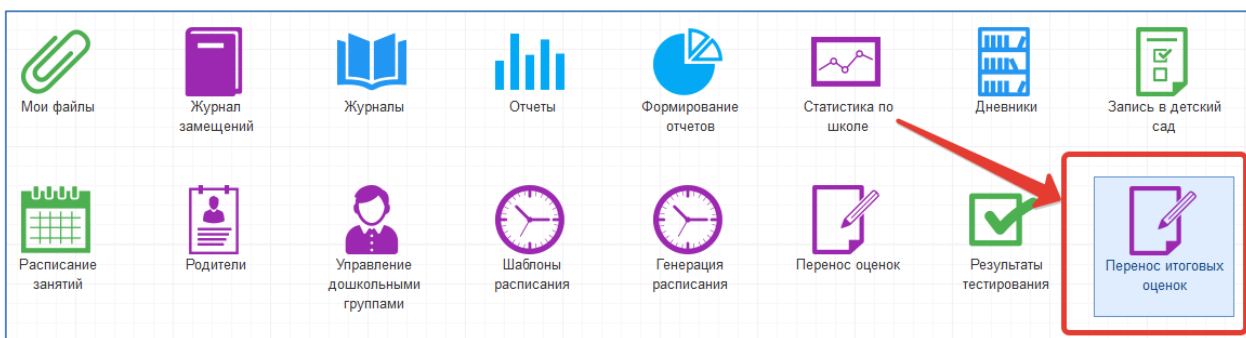 Мои файлы
Журнал
замещений
Журналы
Отчеты
Формирование
отчетов
Статистика по
школе
Дневники
Запись в детский
сад
Расписание
занятий
Родители
Управление
дошкольными
группами
Шаблоны
расписания
Генерация
расписания
Перенос оценок
Результаты
тестирования
Перенос итоговых
оценок